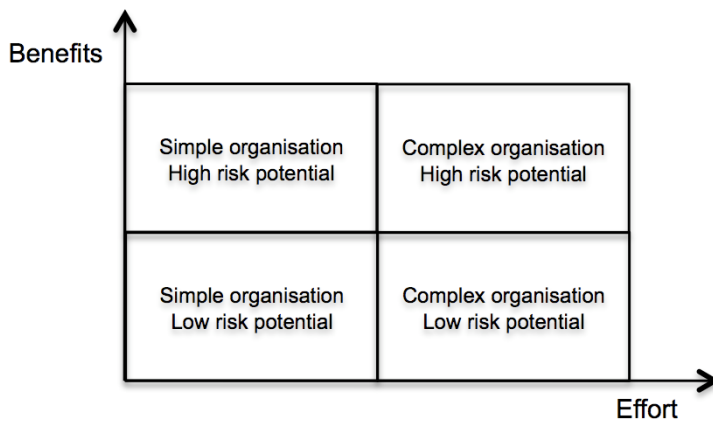 Benefits
Simple organisation
High risk potential
Complex organisation
High risk potential
Simple organisation
Low risk potential
Complex organisation
Low risk potential
Effort